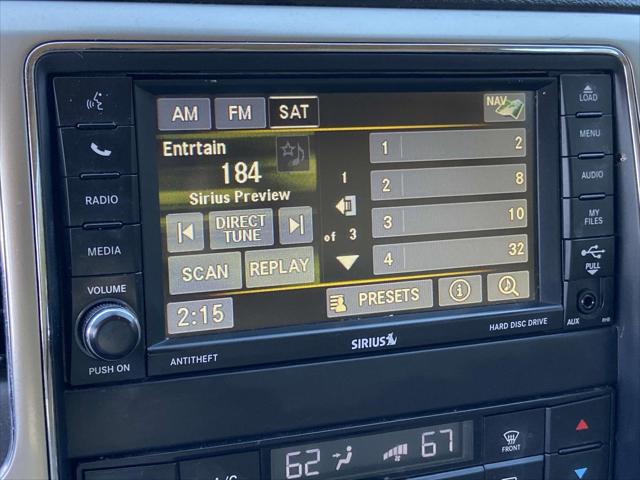 AM FM SAT NAV
LOAD
MENU
AUDIO
MY
FILES
PULL
AUX
RADIO
MEDIA
VOLUME
PUSH ON
Entrtain
184
Sirius Preview
DIRECT
TUNE
SCAN REPLAY
2:15
1
of 3
1 2
2 8
3 10
4 32
PRESETS
ANTITHEFT
SIRIUS
HARD DISC DRIVE
62 67
FRONT